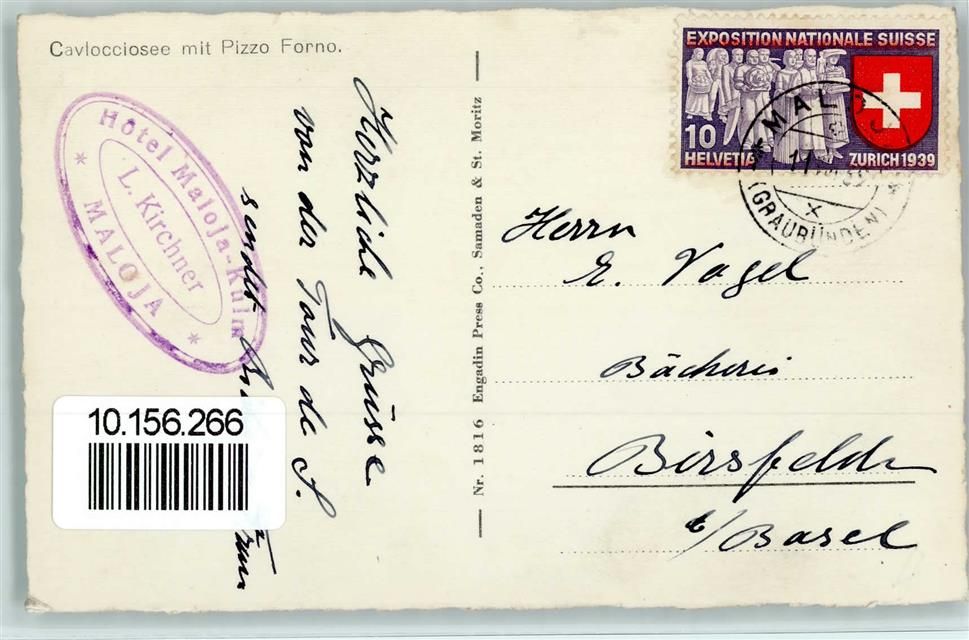 Cavlocciosee mit Pizzo Forno.
Hôtel Maloja-Kulm
L. Kirchner
MALOJA
Herzliche Grüsse
von der Tour de S.
sendet
10.156.266
Nr. 1816 Engadin Press Co., Samaden & St. Moritz
EXPOSITION NATIONALE SUISSE
10
HELVETIA
ZURICH 1939
(GRAUBÜNDEN)
X
Herrn
E. Vogel
Bäckerei
Birsfelden
b/Basel